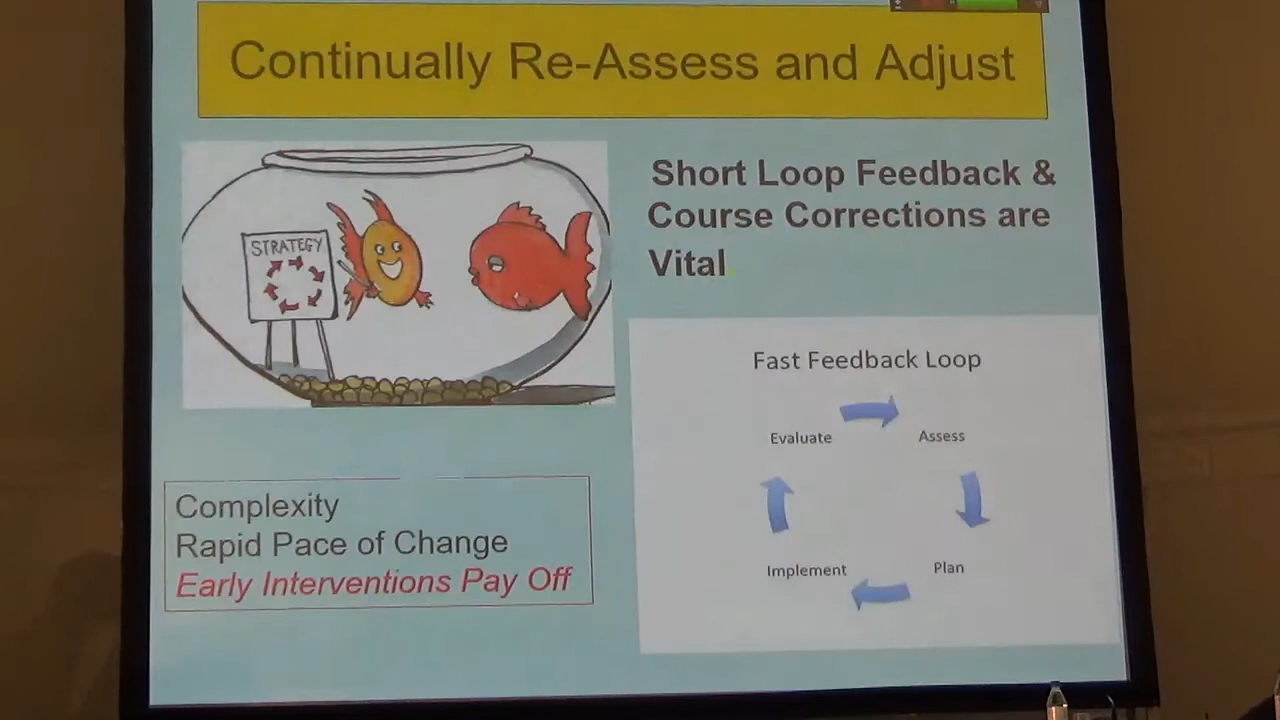 Continually Re-Assess and Adjust
STRATEGY
Short Loop Feedback &
Course Corrections are
Vital.
Fast Feedback Loop
Evaluate
Assess
Implement
Plan
Complexity
Rapid Pace of Change
Early Interventions Pay Off